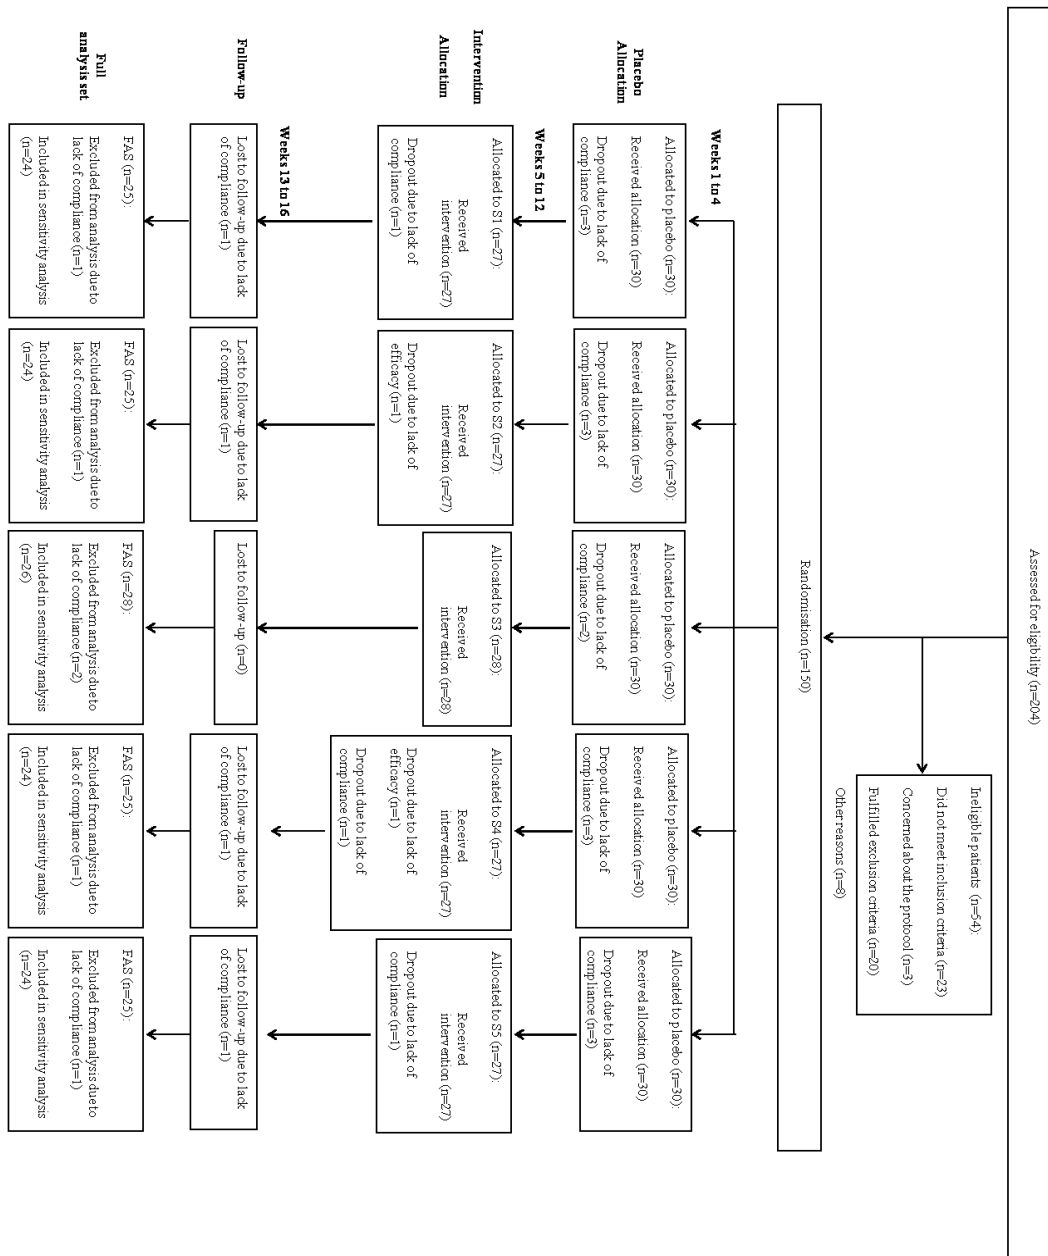 Assessed for eligibility (n=204)
Ineligible patients (n=54):
Did not meet inclusion criteria (n=23)
Concerned about the protocol (n=3)
Fulfilled exclusion criteria (n=20)
Other reasons (n=8)
Randomisation (n=150)
Weeks 1 to 4
Placebo
Allocation
Allocated to placebo (n=30):
Received allocation (n=30)
Dropout due to lack of
compliance (n=3)
Allocated to placebo (n=30):
Received allocation (n=30)
Dropout due to lack of
compliance (n=3)
Allocated to placebo (n=30):
Received allocation (n=30)
Dropout due to lack of
compliance (n=2)
Allocated to placebo (n=30):
Received allocation (n=30)
Dropout due to lack of
compliance (n=3)
Allocated to placebo (n=30):
Received allocation (n=30)
Dropout due to lack of
compliance (n=3)
Weeks 5 to 12
Intervention
Allocation
Allocated to S1 (n=27):
Received
intervention (n=27)
Dropout due to lack of
compliance (n=1)
Allocated to S2 (n=27):
Received
intervention (n=27)
Dropout due to lack of
efficacy (n=1)
Allocated to S3 (n=28):
Received
intervention (n=28)
Allocated to S4 (n=27):
Received
intervention (n=27)
Dropout due to lack of
efficacy (n=1)
Dropout due to lack of
compliance (n=1)
Allocated to S5 (n=27):
Received
intervention (n=27)
Dropout due to lack of
compliance (n=1)
Weeks 13 to 16
Follow-up
Lost to follow-up due to lack
of compliance (n=1)
Lost to follow-up due to lack
of compliance (n=1)
Lost to follow-up (n=0)
Lost to follow-up due to lack
of compliance (n=1)
Lost to follow-up due to lack
of compliance (n=1)
Full
analysis set
FAS (n=25):
Excluded from analysis due to
lack of compliance (n=1)
Included in sensitivity analysis
(n=24)
FAS (n=25):
Excluded from analysis due to
lack of compliance (n=1)
Included in sensitivity analysis
(n=24)
FAS (n=28):
Excluded from analysis due to
lack of compliance (n=2)
Included in sensitivity analysis
(n=26)
FAS (n=25):
Excluded from analysis due to
lack of compliance (n=1)
Included in sensitivity analysis
(n=24)
FAS (n=25):
Excluded from analysis due to
lack of compliance (n=1)
Included in sensitivity analysis
(n=24)